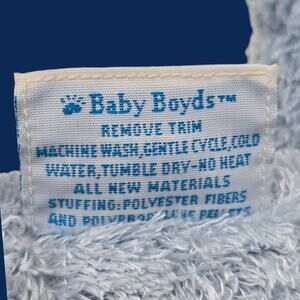 Baby Boyds™
REMOVE TRIM
MACHINE WASH, GENTLE CYCLE, COLD
WATER, TUMBLE DRY-NO HEAT
ALL NEW MATERIALS
STUFFING: POLYESTER FIBERS
AND POLYPROPYLENE PELLETS